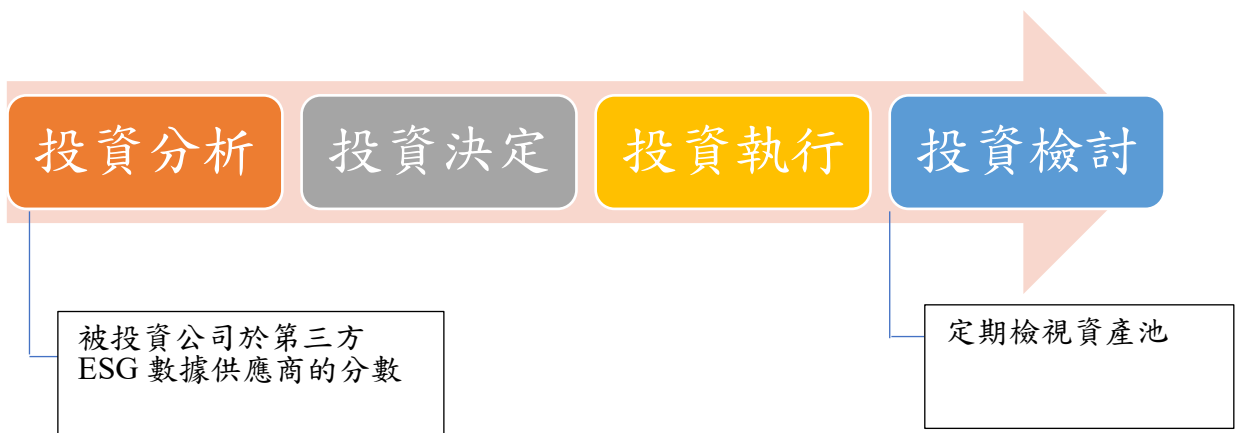 投資分析
投資決定
投資執行
投資檢討
被投資公司於第三方
ESG 數據供應商的分數
定期檢視資產池